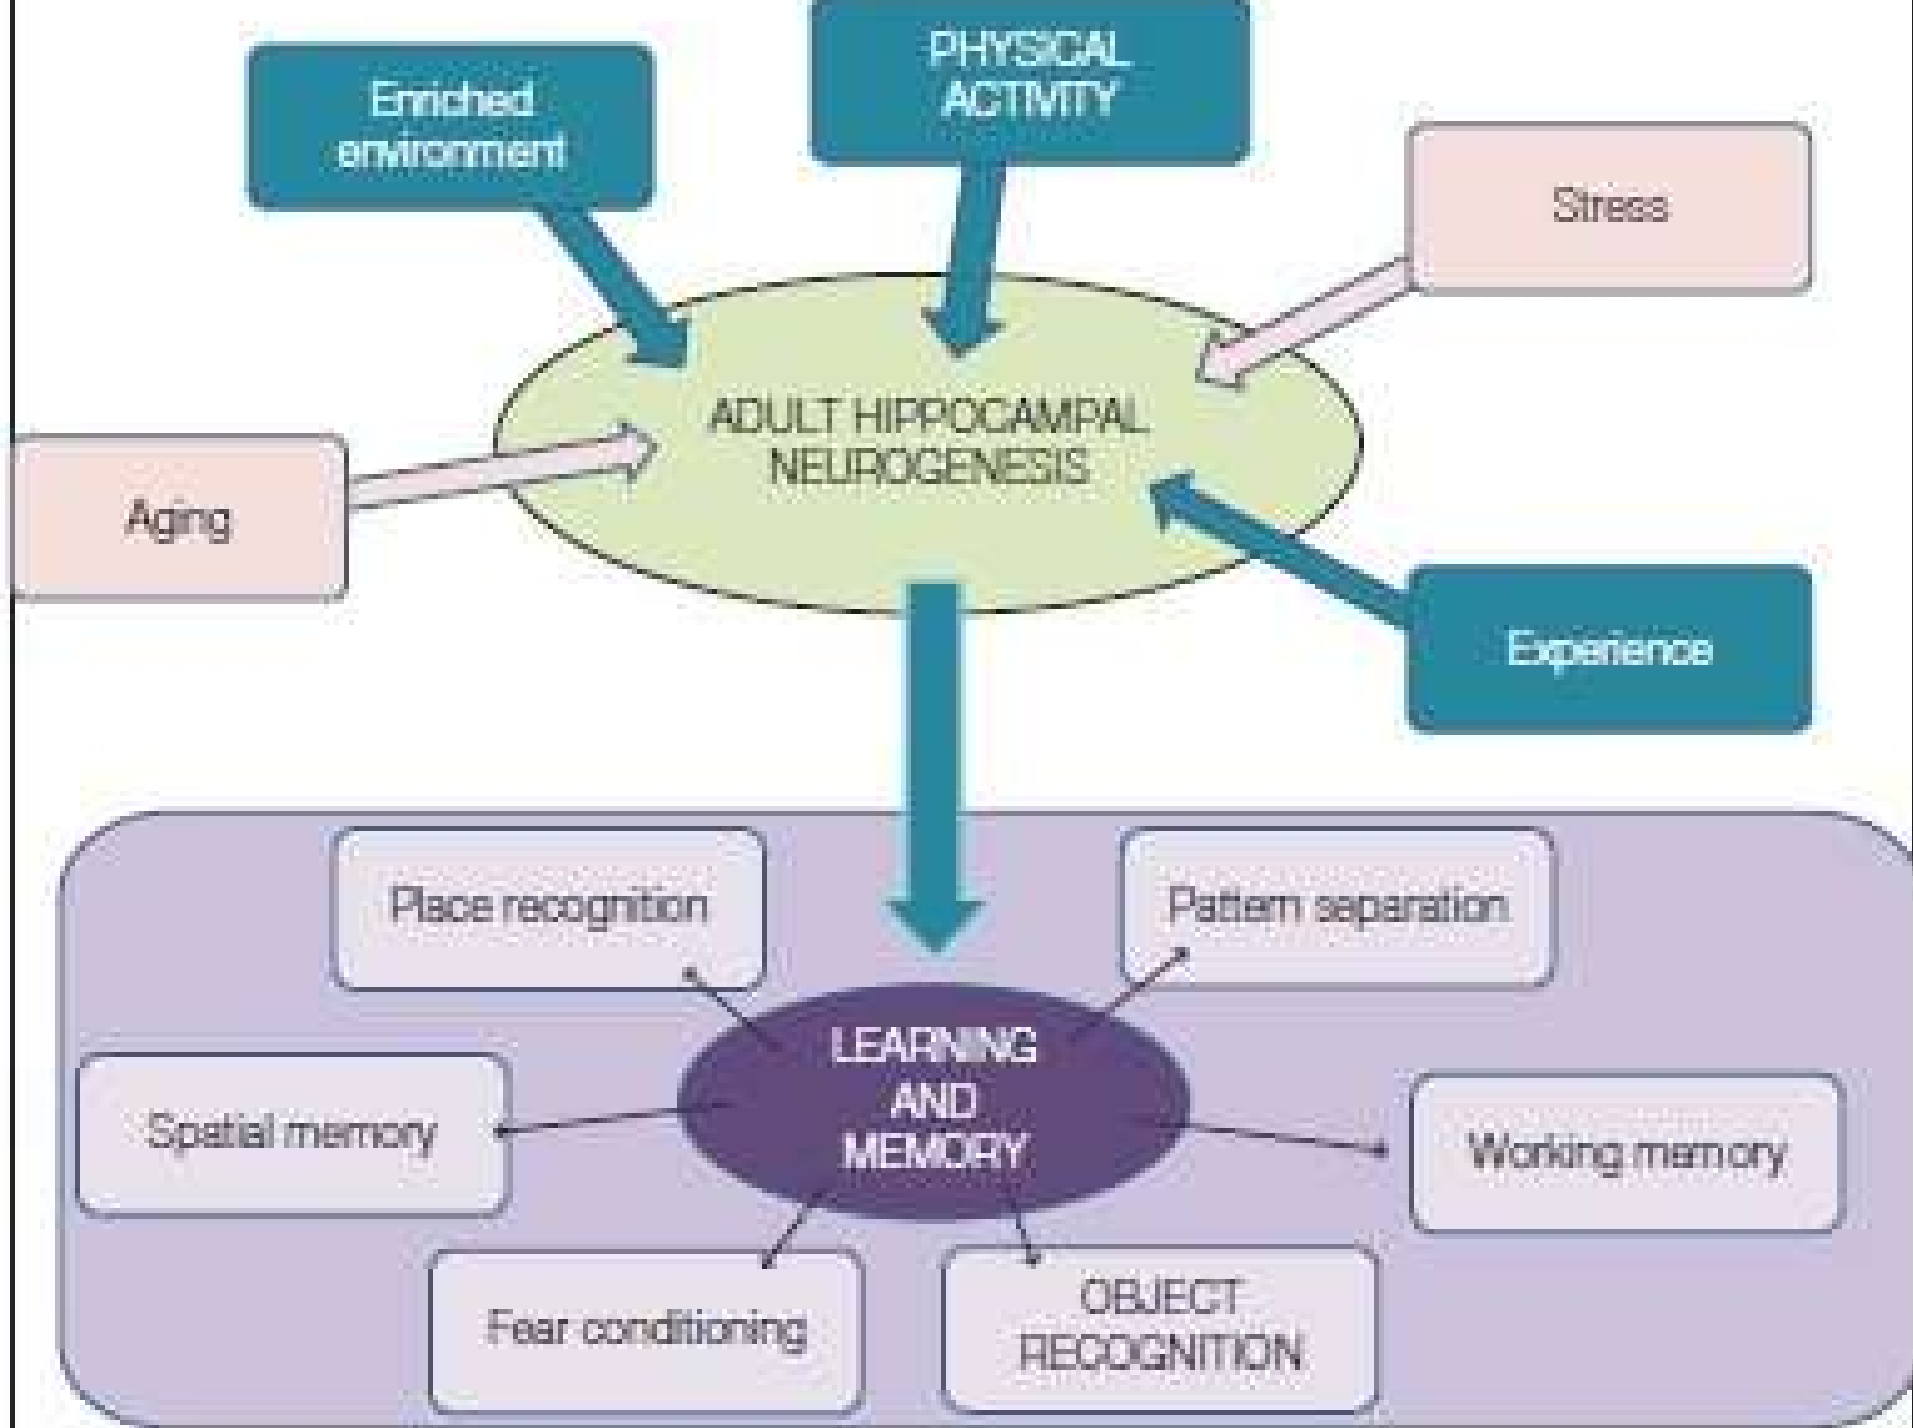 PHYSICAL
ACTIVITY
Enriched
environment
Stress
ADULT HIPPOCAMPAL
NEUROGENESIS
Aging
Experience
Place recognition
Pattern separation
LEARNING
AND
MEMORY
Spatial memory
Working memory
Fear conditioning
OBJECT
RECOGNITION